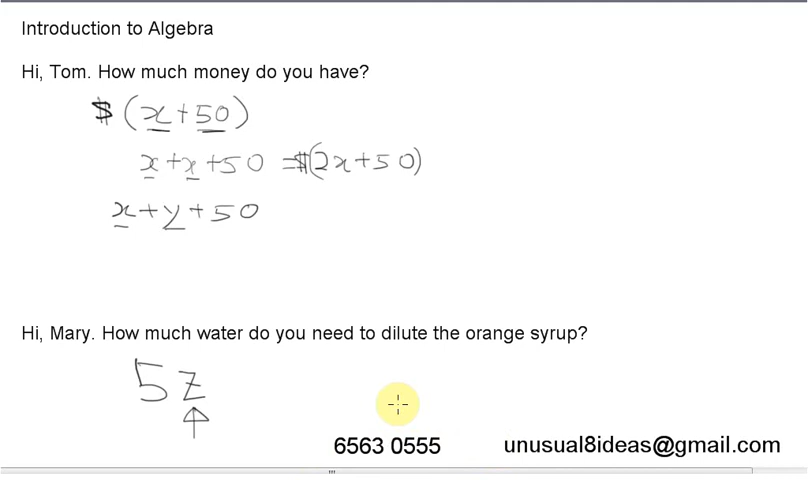 Introduction to Algebra
Hi, Tom. How much money do you have?
$(x+50)
x+x+50 =$(2x+50)
x+y+50
Hi, Mary. How much water do you need to dilute the orange syrup?
5z
6563 0555 unusual8ideas@gmail.com